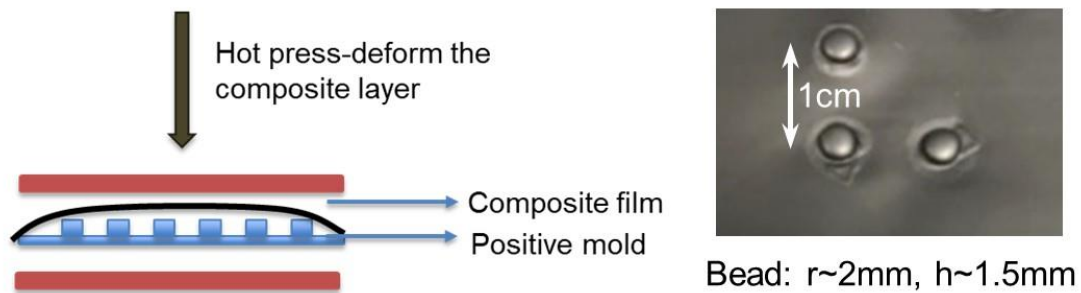 Hot press-deform the
composite layer
Composite film
Positive mold
1cm
Bead: r~2mm, h~1.5mm